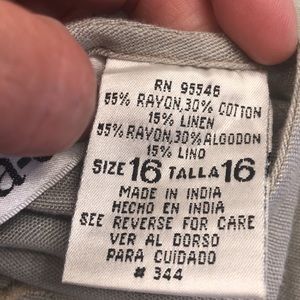 RN 95546
55% RAYON,30% COTTON
15% LINEN
55% RAYON,30%ALGODON
15% LINO
SIZE 16 TALLA 16
MADE IN INDIA
HECHO EN INDIA
SEE REVERSE FOR CARE
VER AL DORSO
PARA CUIDADO
# 344